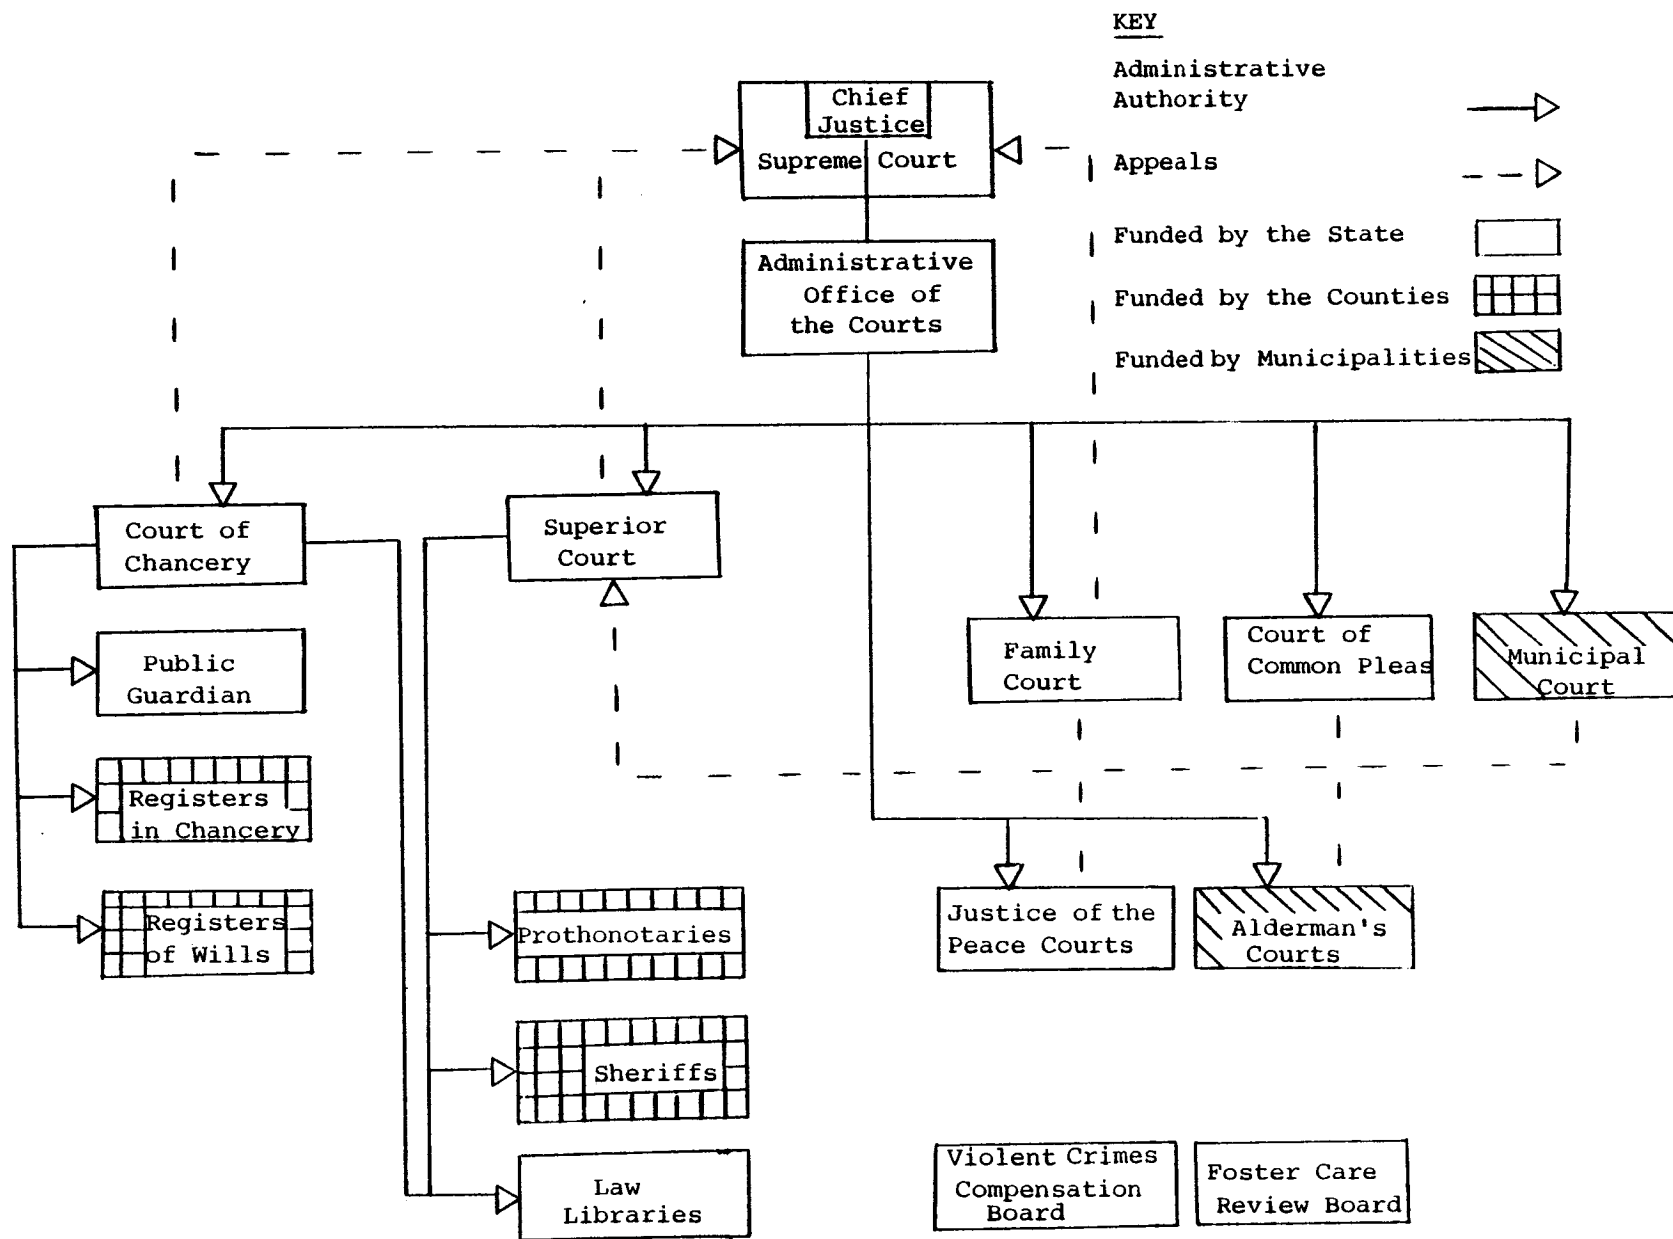 KEY
Administrative
Authority
Appeals
Funded by the State
Funded by the Counties
Funded by Municipalities
Chief
Justice
Supreme Court
Administrative
Office of
the Courts
Court of
Chancery
Superior
Court
Public
Guardian
Family
Court
Court of
Common Pleas
Municipal
Court
Registers
in Chancery
Registers
of Wills
Prothonotaries
Justice of the
Peace Courts
Alderman's
Courts
Sheriffs
Law
Libraries
Violent Crimes
Compensation
Board
Foster Care
Review Board